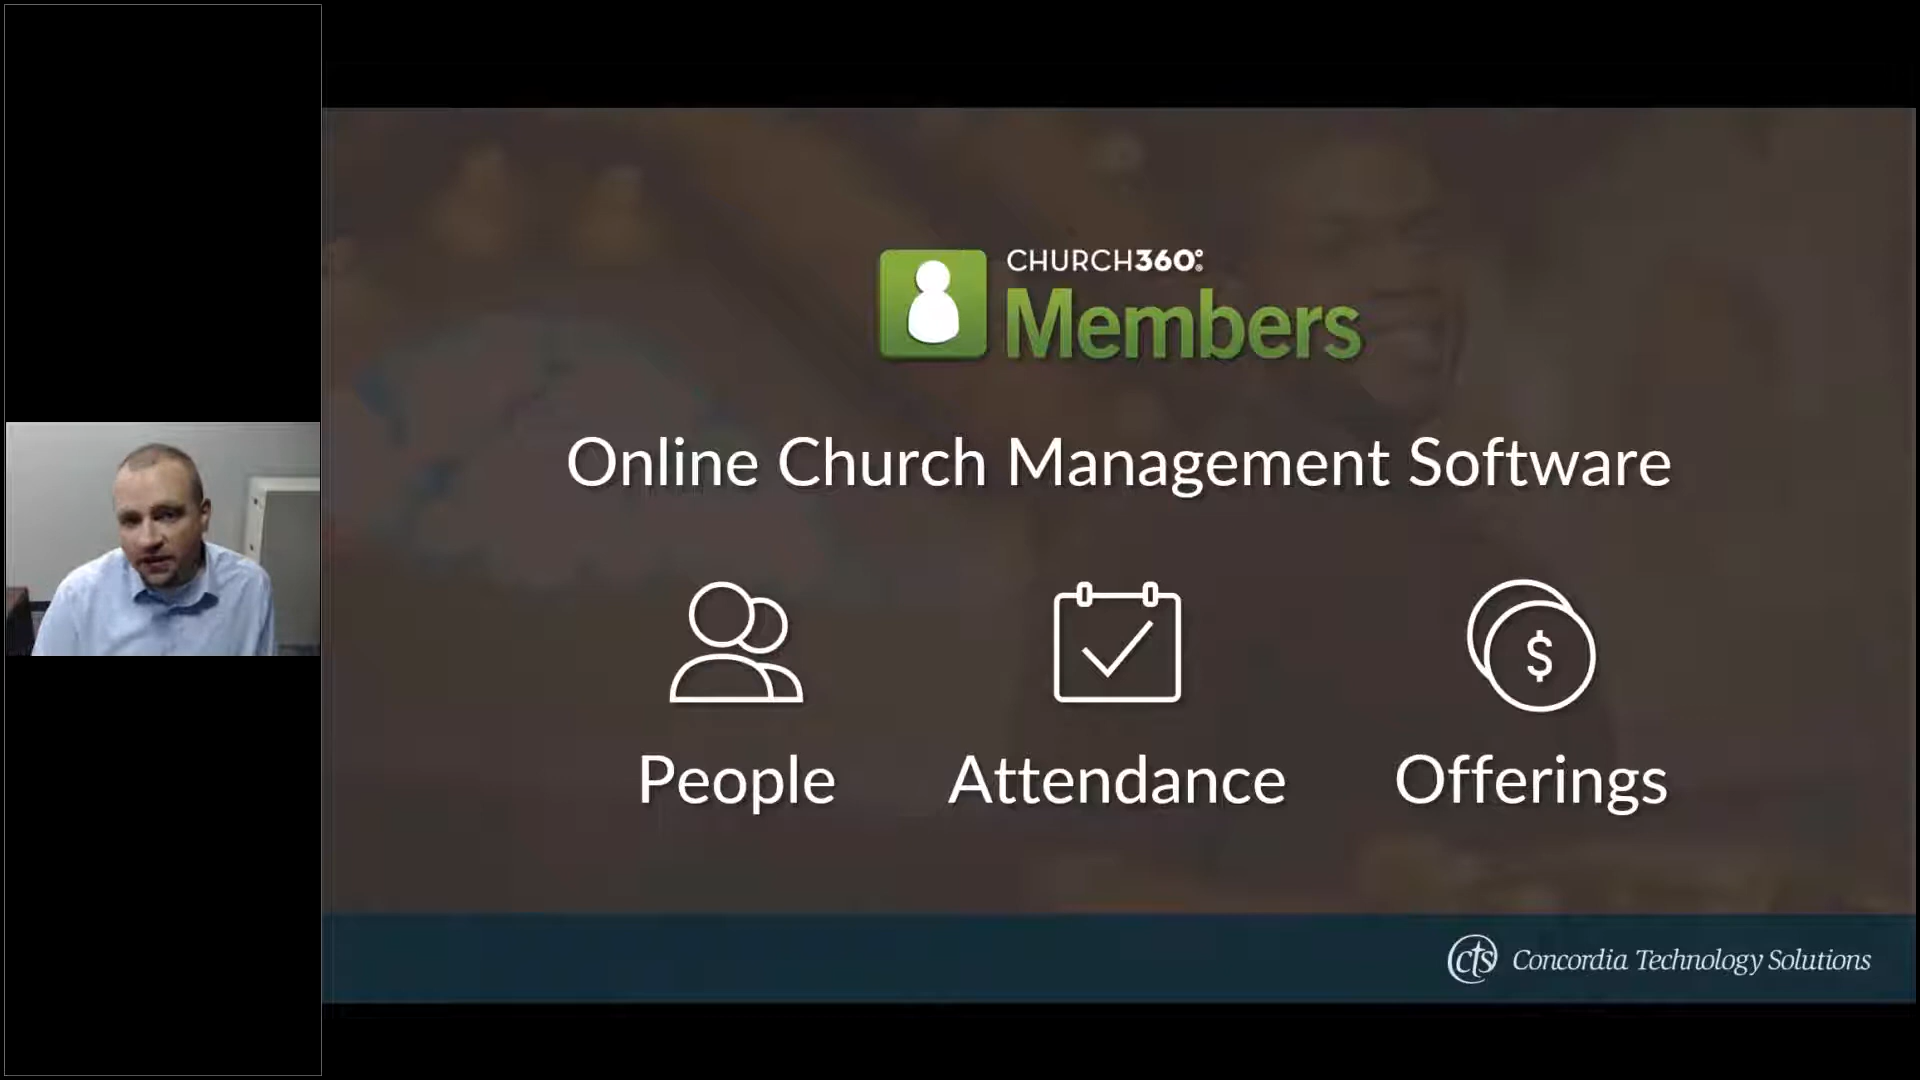 CHURCH360°
Members
Online Church Management Software
$
People
Attendance
Offerings
cts Concordia Technology Solutions